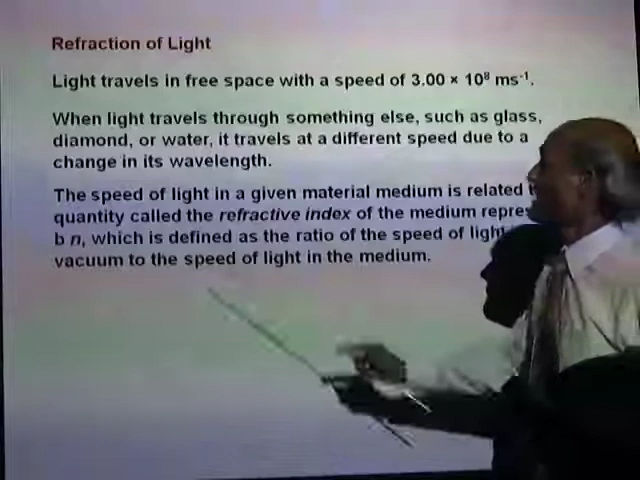 Refraction of Light
Light travels in free space with a speed of 3.00 × 10⁸ ms⁻¹.
When light travels through something else, such as glass,
diamond, or water, it travels at a different speed due to a
change in its wavelength.
The speed of light in a given material medium is related
quantity called the refractive index of the medium repres
b n, which is defined as the ratio of the speed of light
vacuum to the speed of light in the medium.